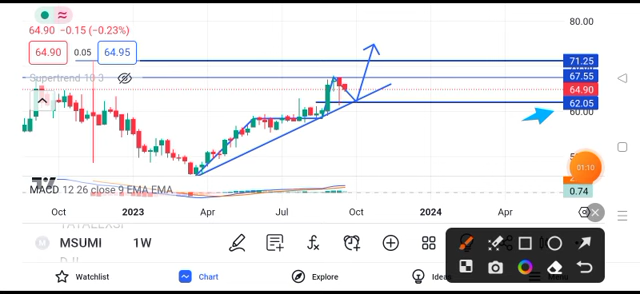 64.90 −0.15 (−0.23%)
80.00
64.90 0.05 64.95
71.25
67.55
Supertrend 10 3
64.90
62.05
60.00
1:10
MACD 12 26 close 9 EMA EMA
0.74
Oct 2023 Apr Jul Oct 2024 Apr
M MSUMI 1W
Watchlist Chart Explore Ideas